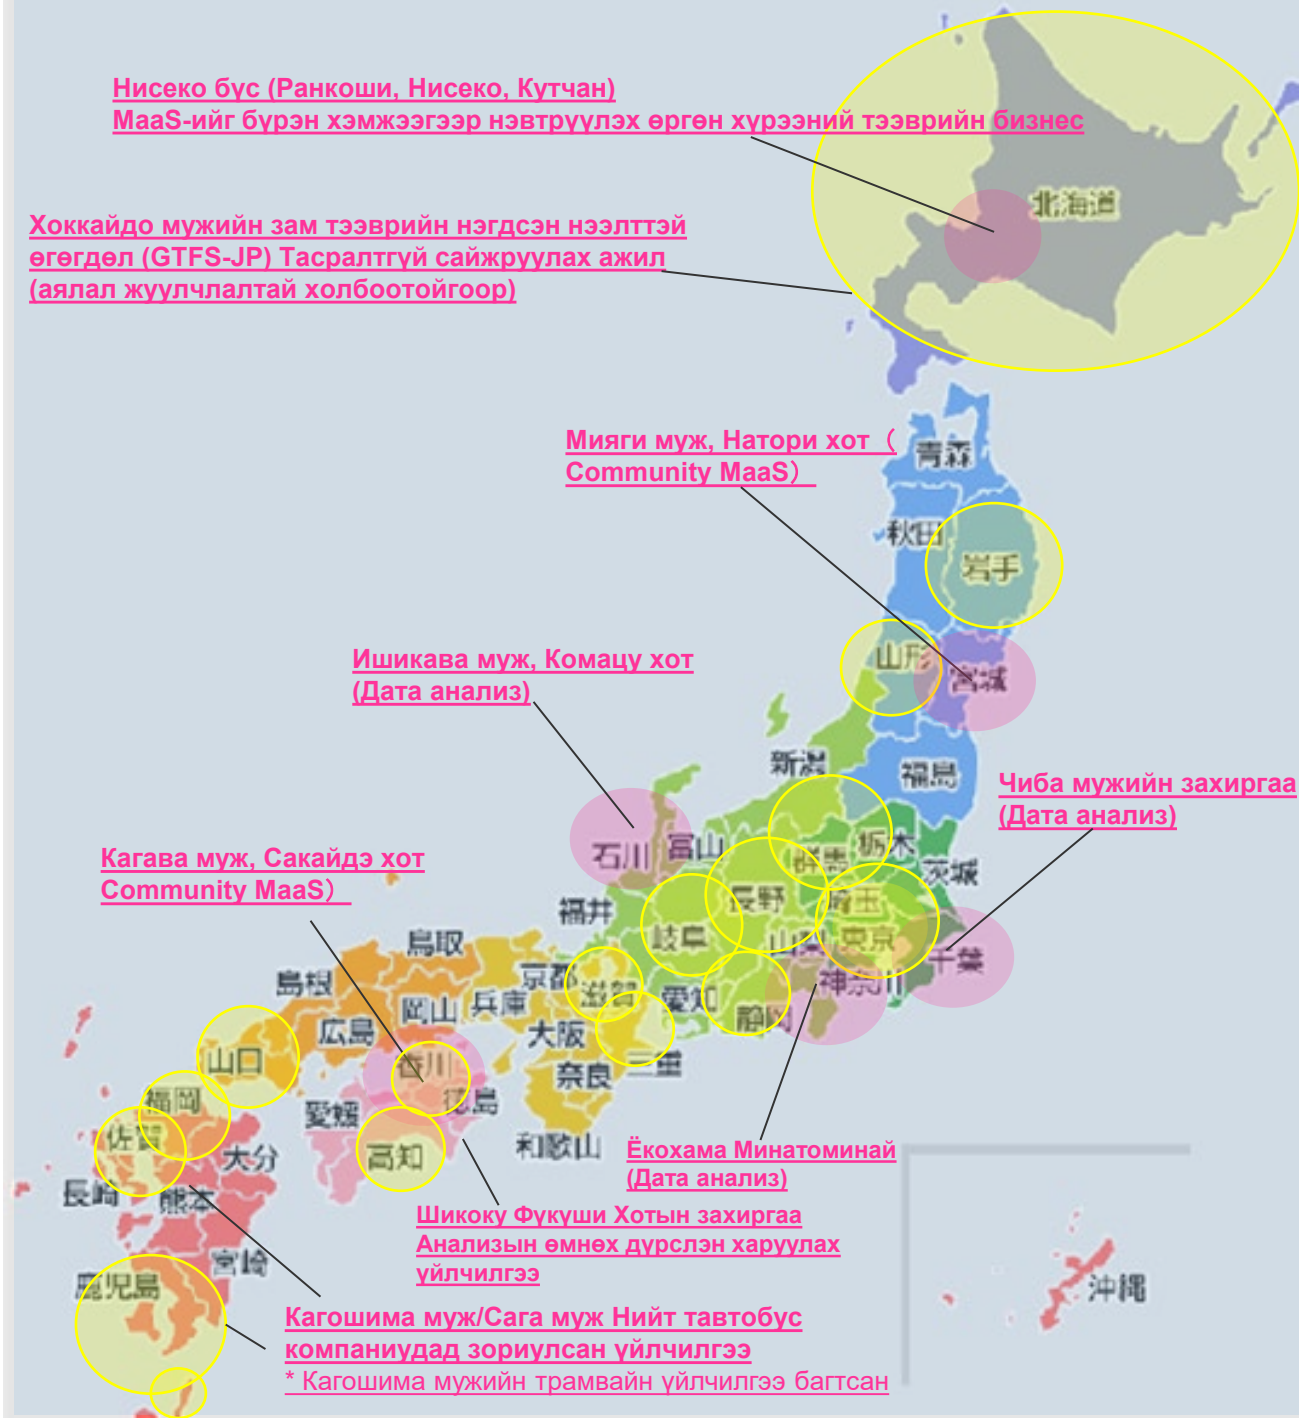 Нисеко бүс (Ранкоши, Нисеко, Кутчан)
MaaS-ийг бүрэн хэмжээгээр нэвтрүүлэх өргөн хүрээний тээврийн бизнес
北海道
Хоккайдо мужийн зам тээврийн нэгдсэн нээлттэй
өгөгдөл (GTFS-JP) Тасралтгүй сайжруулах ажил
(аялал жуулчлалтай холбоотойгоор)
Мияги муж, Натори хот（
Community MaaS）
青森
秋田
岩手
Ишикава муж, Комацу хот
(Дата анализ)
山形
宮城
新潟
福島
Чиба мужийн захиргаа
(Дата анализ)
石川
富山
群馬
栃木
茨城
Кагава муж, Сакайдэ хот
Community MaaS）
福井
長野
埼玉
岐阜
山梨
東京
千葉
鳥取
島根
岡山
兵庫
京都
滋賀
愛知
静岡
神奈川
広島
大阪
三重
山口
香川
奈良
福岡
愛媛
徳島
佐賀
大分
高知
和歌山
Ёкохама Минатоминай
(Дата анализ)
長崎
熊本
Шикоку Фүкүши Хотын захиргаа
Анализын өмнөх дүрслэн харуулах
үйлчилгээ
宮崎
鹿児島
沖縄
Кагошима муж/Сага муж Нийт тавтобус
компаниудад зориулсан үйлчилгээ
* Кагошима мужийн трамвайн үйлчилгээ багтсан